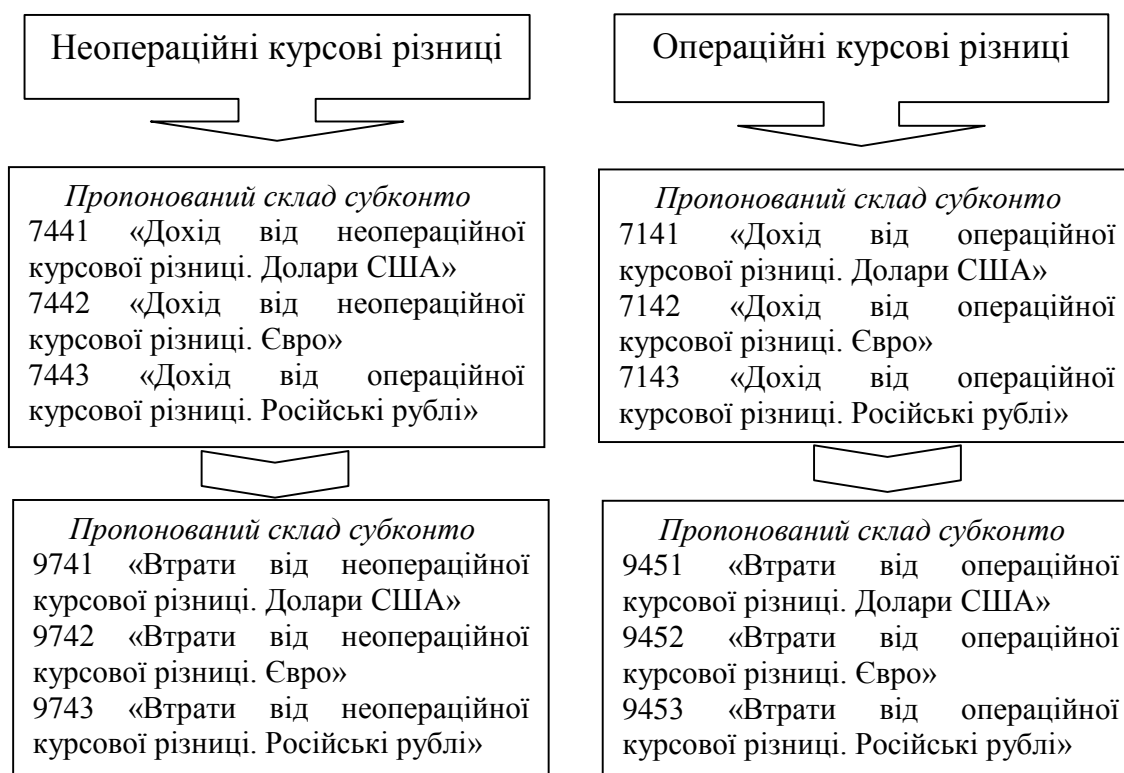 Неопераційні курсові різниці
Пропонований склад субконто
7441 «Дохід від неопераційної
курсової різниці. Долари США»
7442 «Дохід від неопераційної
курсової різниці. Євро»
7443 «Дохід від операційної
курсової різниці. Російські рублі»
Пропонований склад субконто
9741 «Втрати від неопераційної
курсової різниці. Долари США»
9742 «Втрати від неопераційної
курсової різниці. Євро»
9743 «Втрати від неопераційної
курсової різниці. Російські рублі»
Операційні курсові різниці
Пропонований склад субконто
7141 «Дохід від операційної
курсової різниці. Долари США»
7142 «Дохід від операційної
курсової різниці. Євро»
7143 «Дохід від операційної
курсової різниці. Російські рублі»
Пропонований склад субконто
9451 «Втрати від операційної
курсової різниці. Долари США»
9452 «Втрати від операційної
курсової різниці. Євро»
9453 «Втрати від операційної
курсової різниці. Російські рублі»